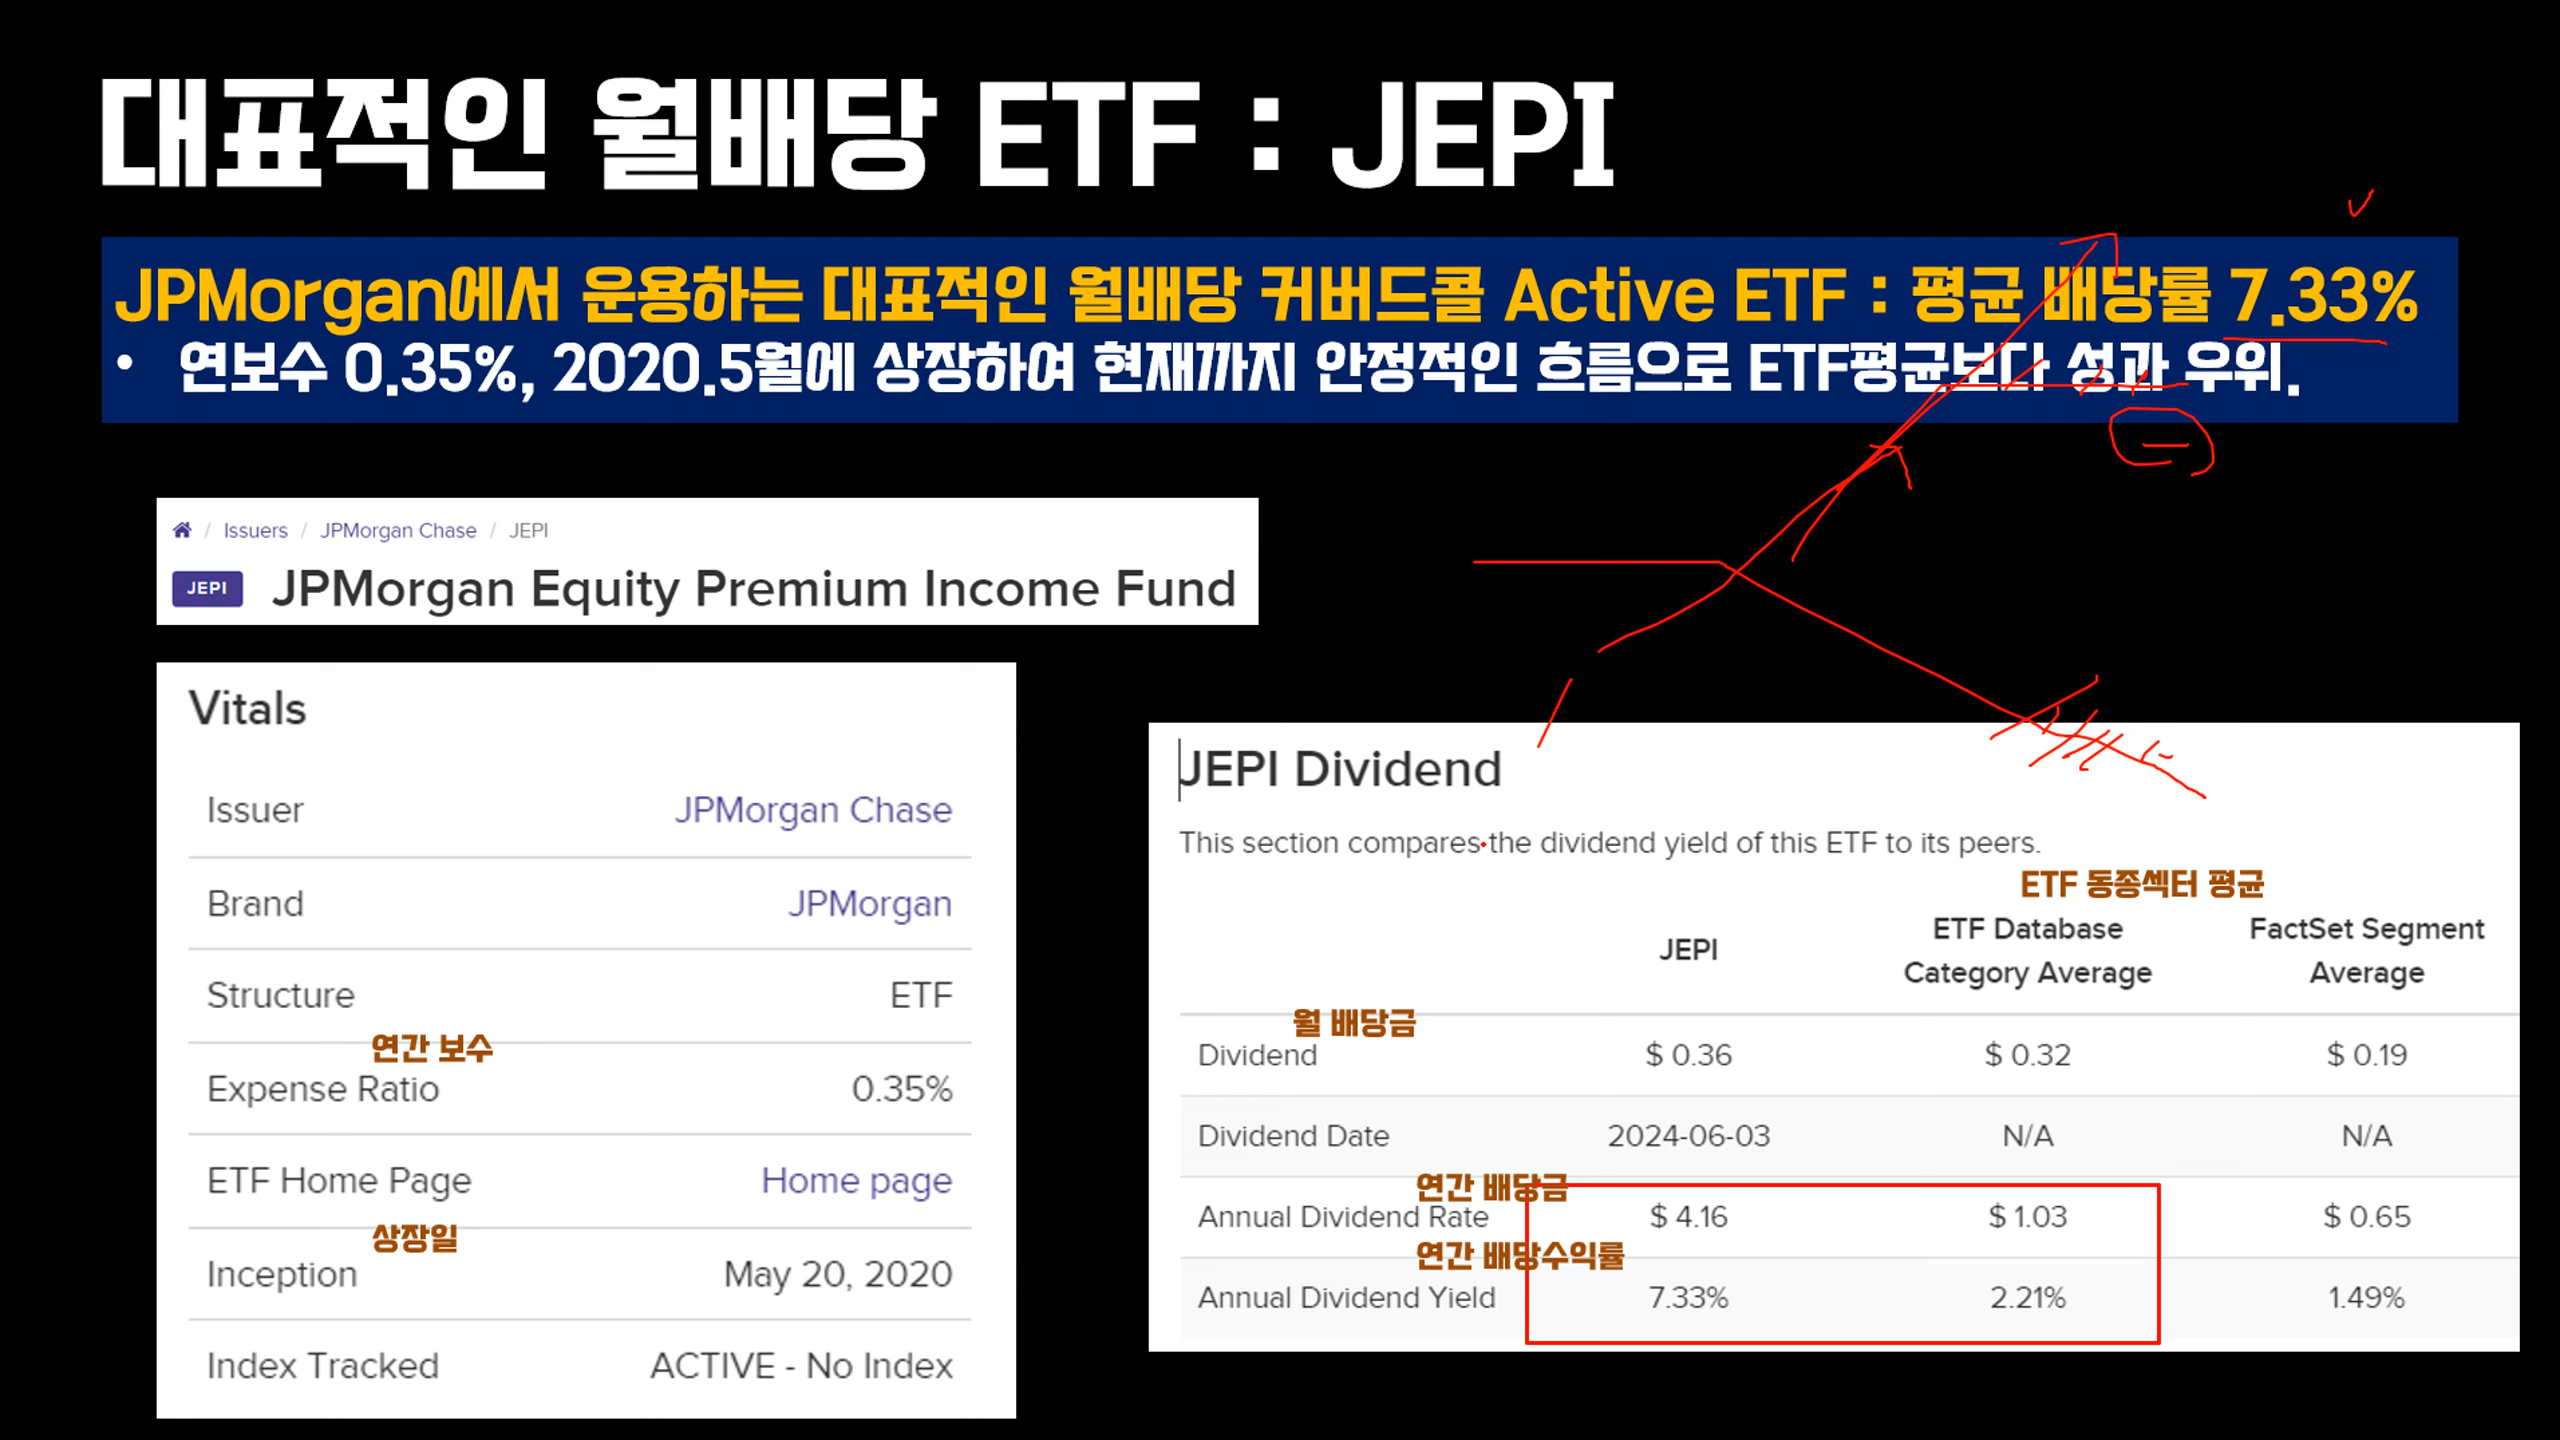 대표적인 월배당 ETF : JEPI
JPMorgan에서 운용하는 대표적인 월배당 커버드콜 Active ETF : 평균 배당률 7.33%
• 연보수 0.35%, 2020.5월에 상장하여 현재까지 안정적인 흐름으로 ETF평균보다 성과 우위.
/ Issuers / JPMorgan Chase / JEPI
JEPI JPMorgan Equity Premium Income Fund
Vitals
Issuer JPMorgan Chase
Brand JPMorgan
Structure ETF
연간 보수
Expense Ratio 0.35%
ETF Home Page Home page
상장일
Inception May 20, 2020
Index Tracked ACTIVE - No Index
JEPI Dividend
This section compares the dividend yield of this ETF to its peers.
ETF 동종섹터 평균
JEPI ETF Database Category Average FactSet Segment Average
월 배당금
Dividend $ 0.36 $ 0.32 $ 0.19
Dividend Date 2024-06-03 N/A N/A
연간 배당금
Annual Dividend Rate $ 4.16 $ 1.03 $ 0.65
연간 배당수익률
Annual Dividend Yield 7.33% 2.21% 1.49%